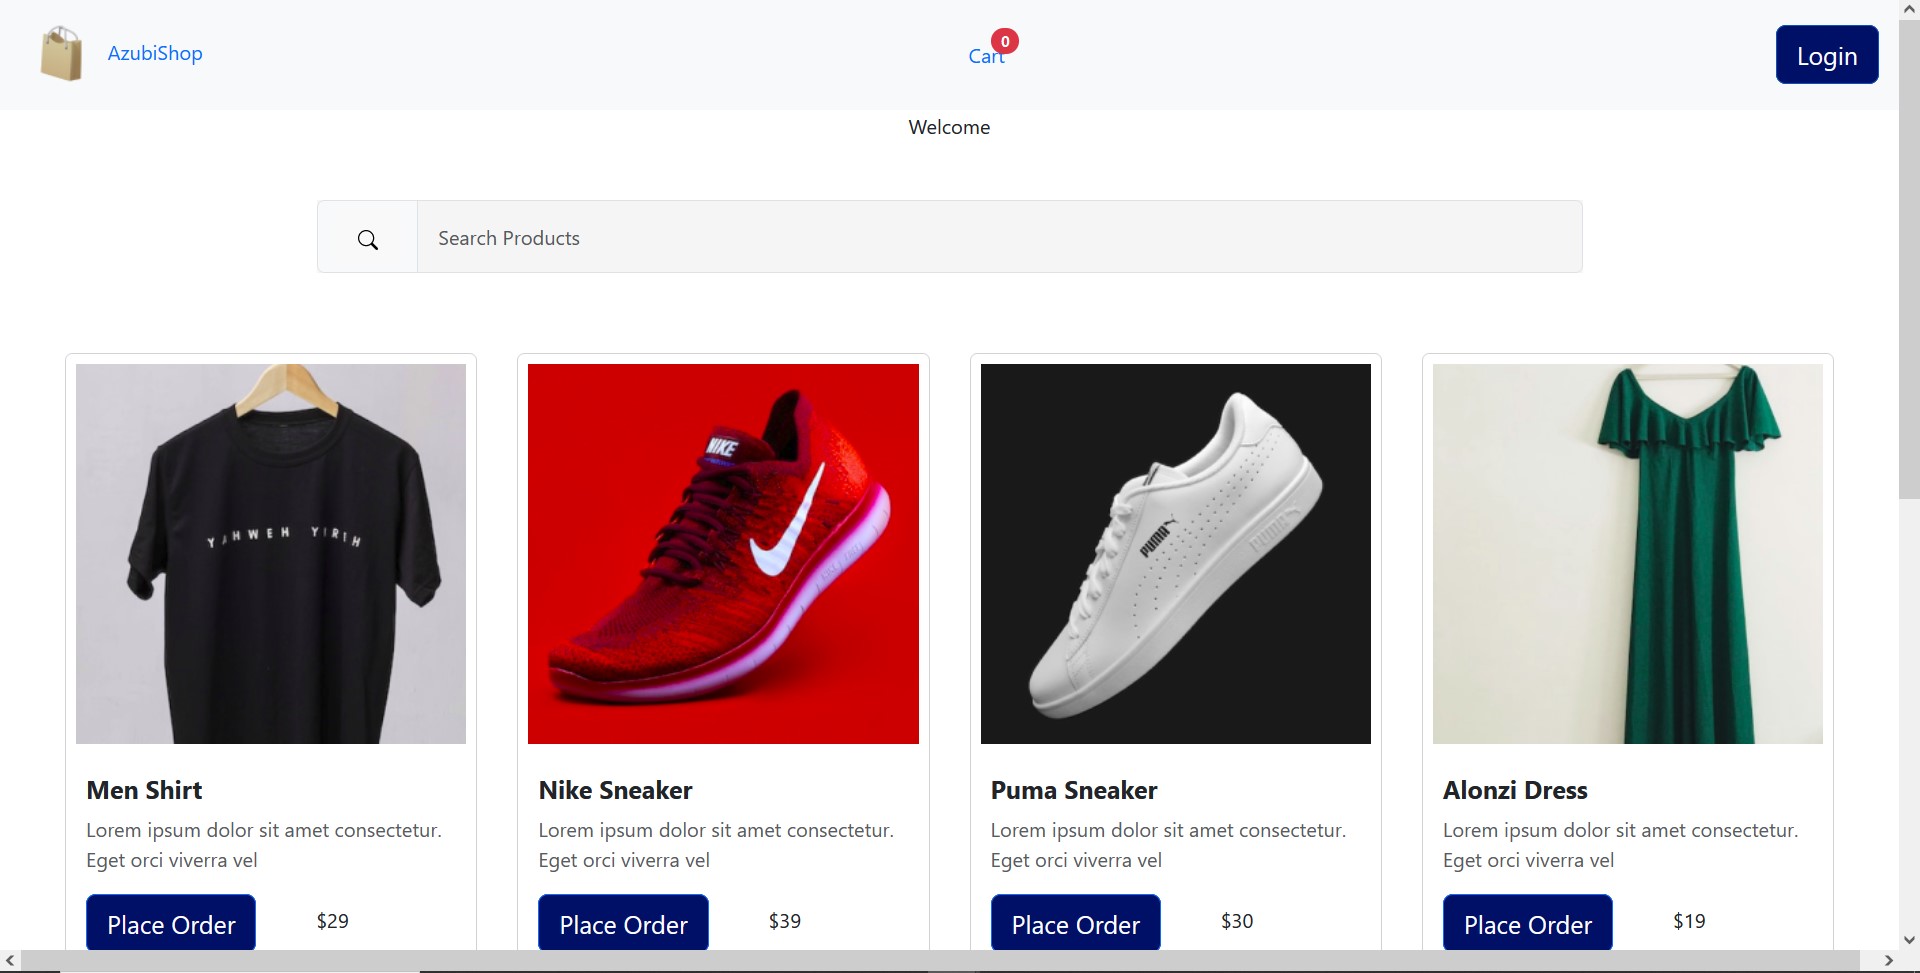 AzubiShop
Cart
0
Login
Welcome
Search Products
YAHWEH YIREH
NIKE
PUMA
PUMA
Men Shirt
Lorem ipsum dolor sit amet consectetur.
Eget orci viverra vel
Place Order
$29
Nike Sneaker
Lorem ipsum dolor sit amet consectetur.
Eget orci viverra vel
Place Order
$39
Puma Sneaker
Lorem ipsum dolor sit amet consectetur.
Eget orci viverra vel
Place Order
$30
Alonzi Dress
Lorem ipsum dolor sit amet consectetur.
Eget orci viverra vel
Place Order
$19